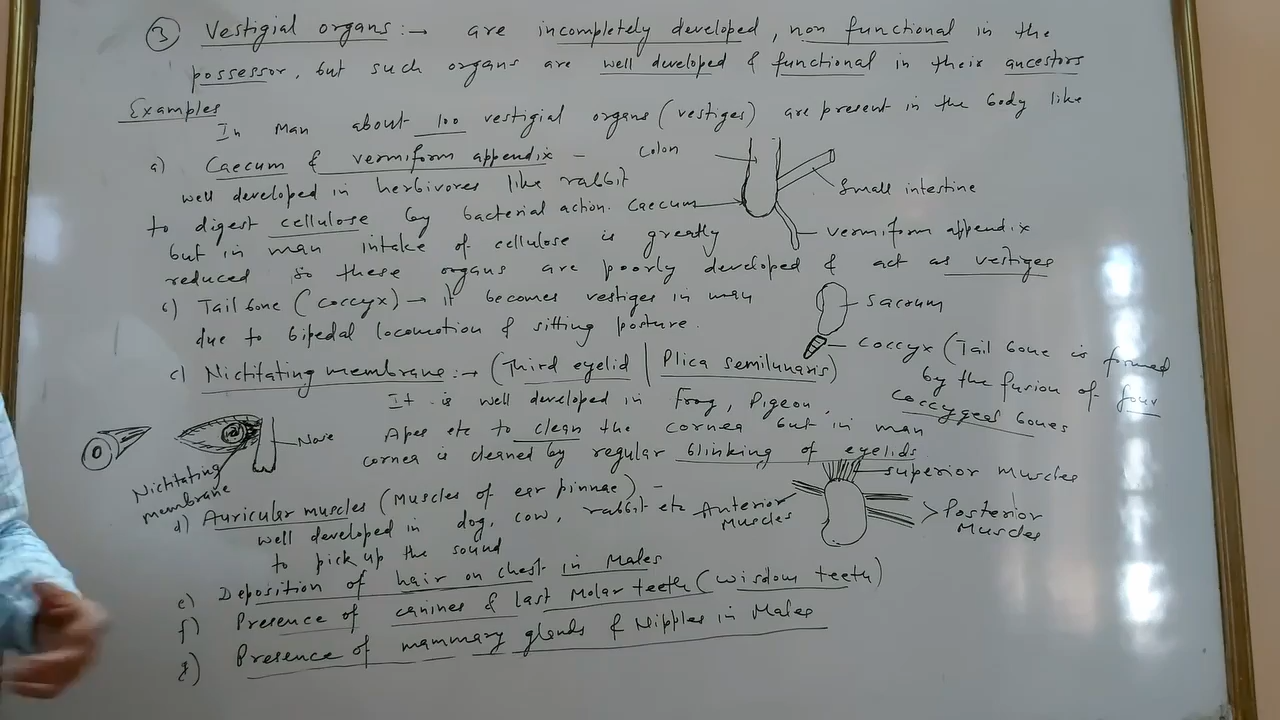 ③ Vestigial organs :→ are incompletely developed, non functional in the
possessor, but such organs are well developed & functional in their ancestors
Examples
In Man about 100 vestigial organs (vestiges) are present in the body like
a) Caecum & vermiform appendix -
well developed in herbivores like rabbit
to digest cellulose by bacterial action.
but in man intake of cellulose is greatly
reduced so these organs are poorly developed & act as vestiges
Colon
Small intestine
Caecum
vermiform appendix
b) Tail bone (coccyx) → it becomes vestiges in man
due to bipedal locomotion & sitting posture.
Sacrum
coccyx (Tail bone is formed
by the fusion of four
coccygeal bones
c) Nictitating membrane :→ (Third eyelid | Plica semilunaris)
It is well developed in Frog, Pigeon,
Apes etc to clean the cornea but in man
cornea is cleaned by regular blinking of eyelids.
Nose
Nictitating
membrane
d) Auricular muscles (Muscles of ear pinnae) -
well developed in dog, cow, rabbit etc
to pick up the sound
superior Muscles
Anterior
Muscles
Posterior
Muscles
e) Deposition of hair on chest in Males
f) Presence of canines & last Molar teeth (wisdom teeth)
g) Presence of mammary glands & Nipples in Males